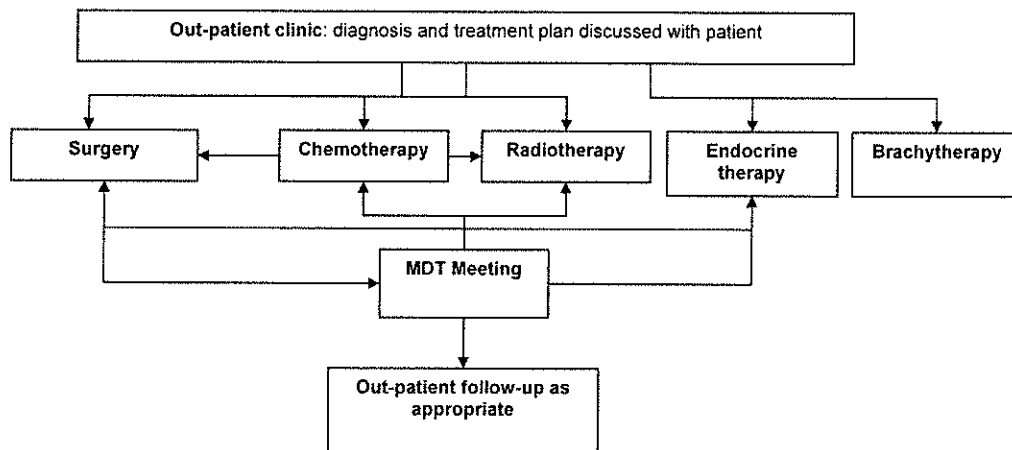 Out-patient clinic: diagnosis and treatment plan discussed with patient
Surgery
Chemotherapy
Radiotherapy
Endocrine
therapy
Brachytherapy
MDT Meeting
Out-patient follow-up as
appropriate